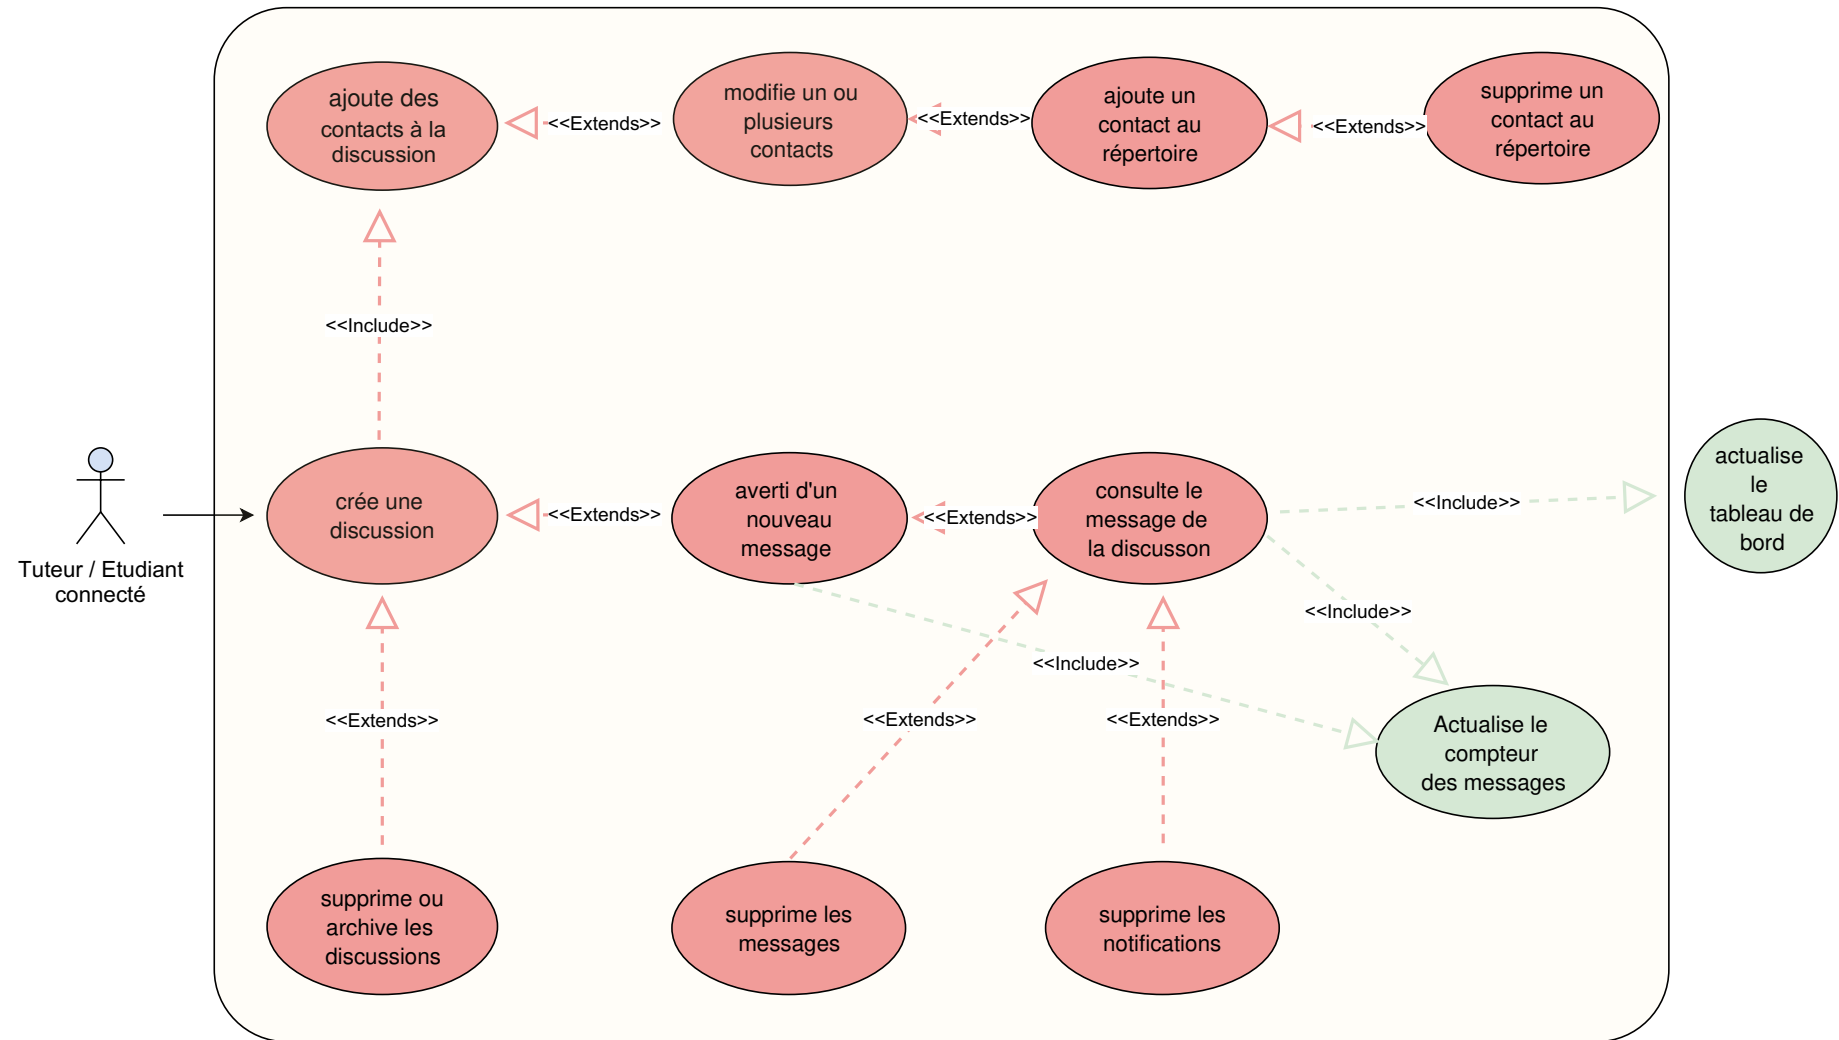 ajoute des
contacts à la
discussion
<<Extends>>
modifie un ou
plusieurs
contacts
<<Extends>>
ajoute un
contact au
répertoire
<<Extends>>
supprime un
contact au
répertoire
<<Include>>
Tuteur / Etudiant
connecté
crée une
discussion
<<Extends>>
averti d'un
nouveau
message
<<Extends>>
consulte le
message de
la discusson
<<Include>>
actualise
le
tableau de
bord
<<Include>>
<<Include>>
<<Extends>>
<<Extends>>
<<Extends>>
Actualise le
compteur
des messages
supprime ou
archive les
discussions
supprime les
messages
supprime les
notifications